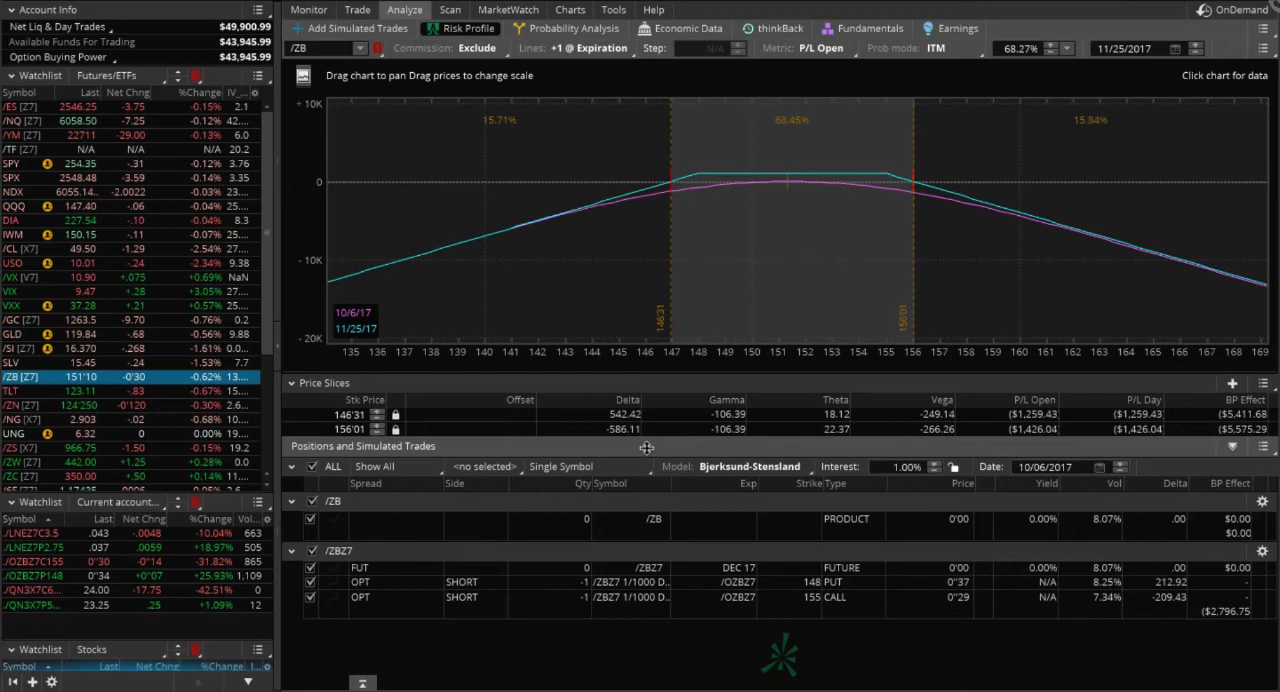 Account Info
Net Liq & Day Trades $49,900.99
Available Funds For Trading $43,945.99
Option Buying Power $43,945.99
Watchlist Futures/ETFs
Symbol Last Net Chng %Change IV_...
/ES [Z7] 2546.25 -3.75 -0.15% 2.1
/NQ [Z7] 6058.50 -7.25 -0.12% 42....
/YM [Z7] 22711 -29.00 -0.13% 6.0
/TF [Z7] N/A N/A N/A 20.2
SPY 254.35 -.31 -0.12% 3.76
SPX 2548.48 -3.59 -0.14% 3.35
NDX 6055.14.. -2.0022 -0.03% 23....
QQQ 147.40 -.06 -0.04% 25....
DIA 227.54 -.10 -0.04% 8.3
IWM 150.15 -.11 -0.07% 25....
/CL [X7] 49.50 -1.29 -2.54% 27....
USO 10.01 -.24 -2.34% 9.38
/VX [V7] 10.90 +.075 +0.69% NaN
VIX 9.47 +.28 +3.05% 27....
VXX 37.28 +.21 +0.57% 25....
/GC [Z7] 1263.5 -9.70 -0.76% 0.2
GLD 119.84 -.68 -0.56% 9.88
/SI [Z7] 16.370 -.268 -1.61% 0.0...
SLV 15.45 -.24 -1.53% 7.7
/ZB [Z7] 151'10 -0'30 -0.62% 13....
TLT 123.11 -.83 -0.67% 15....
/ZN [Z7] 124'250 -0'120 -0.30% 2.6...
/NG [Z7] 2.903 -.02 -0.68% 10....
UNG 6.32 0 0.00% 19....
/ZS [X7] 966.75 -1.50 -0.15% 19.2
/ZW [Z7] 442.00 +1.25 +0.28% 0.0
/ZC [Z7] 350.00 +.50 +0.14% 11....
Watchlist Current account...
Symbol Last Net Chng %Change Vol...
./LNEZ7C3.5 .043 -.0048 -10.04% 663
./LNEZ7P2.75 .037 .0059 +18.97% 505
./OZBZ7C155 0"30 -0"14 -31.82% 865
./OZBZ7P148 0"34 +0"07 +25.93% 1,109
./QN3X7C6... 24.00 -17.75 -42.51% 0
./QN3X7P5... 23.25 .25 +1.09% 12
Watchlist Stocks
Symbol Last Net Chng %Change I...
Monitor Trade Analyze Scan MarketWatch Charts Tools Help OnDemand
Add Simulated Trades Risk Profile Probability Analysis Economic Data thinkBack Fundamentals Earnings
/ZB Commission: Exclude Lines: +1 @ Expiration Step: N/A Metric: P/L Open Prob mode: ITM 68.27% 11/25/2017
Drag chart to pan Drag prices to change scale Click chart for data
+10K
15.71% 68.45% 15.84%
0
-10K
146'31 156'01
10/6/17
11/25/17
-20K
135 136 137 138 139 140 141 142 143 144 145 146 147 148 149 150 151 152 153 154 155 156 157 158 159 160 161 162 163 164 165 166 167 168 169
Price Slices
Stk Price Offset Delta Gamma Theta Vega P/L Open P/L Day BP Effect
146'31 542.42 -106.39 18.12 -249.14 ($1,259.43) ($1,259.43) ($5,411.68)
156'01 -586.11 -106.39 22.37 -266.26 ($1,426.04) ($1,426.04) ($5,575.29)
Positions and Simulated Trades
ALL Show All <no selected> Single Symbol Model: Bjerksund-Stensland Interest: 1.00% Date: 10/06/2017
Spread Side Qty Symbol Exp Strike Type Price Yield Vol Delta BP Effect
/ZB
0 /ZB PRODUCT 0'00 0.00% 8.07% .00 $0.00
$0.00
/ZBZ7
FUT 0 /ZBZ7 DEC 17 FUTURE 0'00 0.00% 8.07% .00 $0.00
OPT SHORT -1 /ZBZ7 1/1000 D.. /OZBZ7 148 PUT 0"37 N/A 8.25% 212.92 -
OPT SHORT -1 /ZBZ7 1/1000 D.. /OZBZ7 155 CALL 0"29 N/A 7.34% -209.43 -
($2,796.75